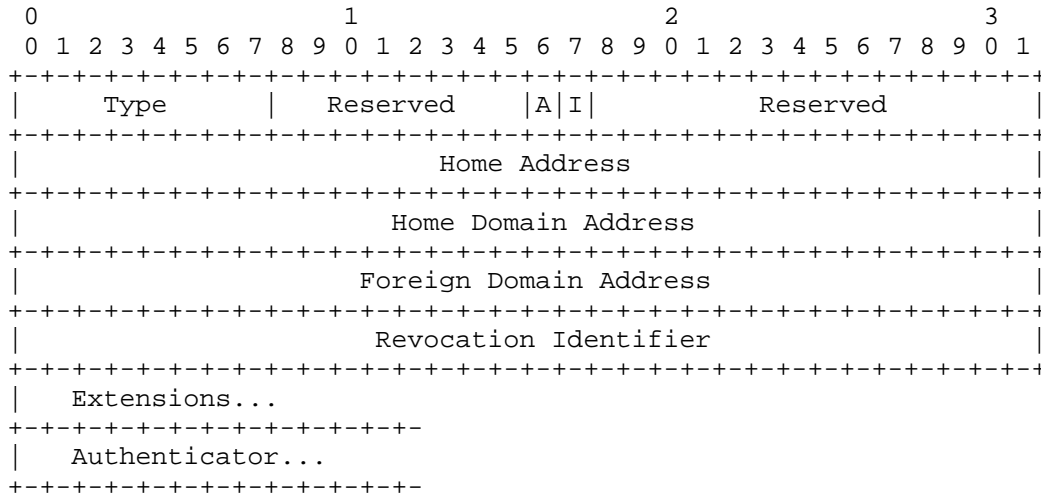 0                   1                   2                   3
 0 1 2 3 4 5 6 7 8 9 0 1 2 3 4 5 6 7 8 9 0 1 2 3 4 5 6 7 8 9 0 1
+-+-+-+-+-+-+-+-+-+-+-+-+-+-+-+-+-+-+-+-+-+-+-+-+-+-+-+-+-+-+-+-+
|     Type      |   Reserved    |A|I|          Reserved         |
+-+-+-+-+-+-+-+-+-+-+-+-+-+-+-+-+-+-+-+-+-+-+-+-+-+-+-+-+-+-+-+-+
|                          Home Address                         |
+-+-+-+-+-+-+-+-+-+-+-+-+-+-+-+-+-+-+-+-+-+-+-+-+-+-+-+-+-+-+-+-+
|                       Home Domain Address                     |
+-+-+-+-+-+-+-+-+-+-+-+-+-+-+-+-+-+-+-+-+-+-+-+-+-+-+-+-+-+-+-+-+
|                     Foreign Domain Address                    |
+-+-+-+-+-+-+-+-+-+-+-+-+-+-+-+-+-+-+-+-+-+-+-+-+-+-+-+-+-+-+-+-+
|                      Revocation Identifier                    |
+-+-+-+-+-+-+-+-+-+-+-+-+-+-+-+-+-+-+-+-+-+-+-+-+-+-+-+-+-+-+-+-+
|   Extensions...
+-+-+-+-+-+-+-+-+-+-+-+-+-
|   Authenticator...
+-+-+-+-+-+-+-+-+-+-+-+-+-